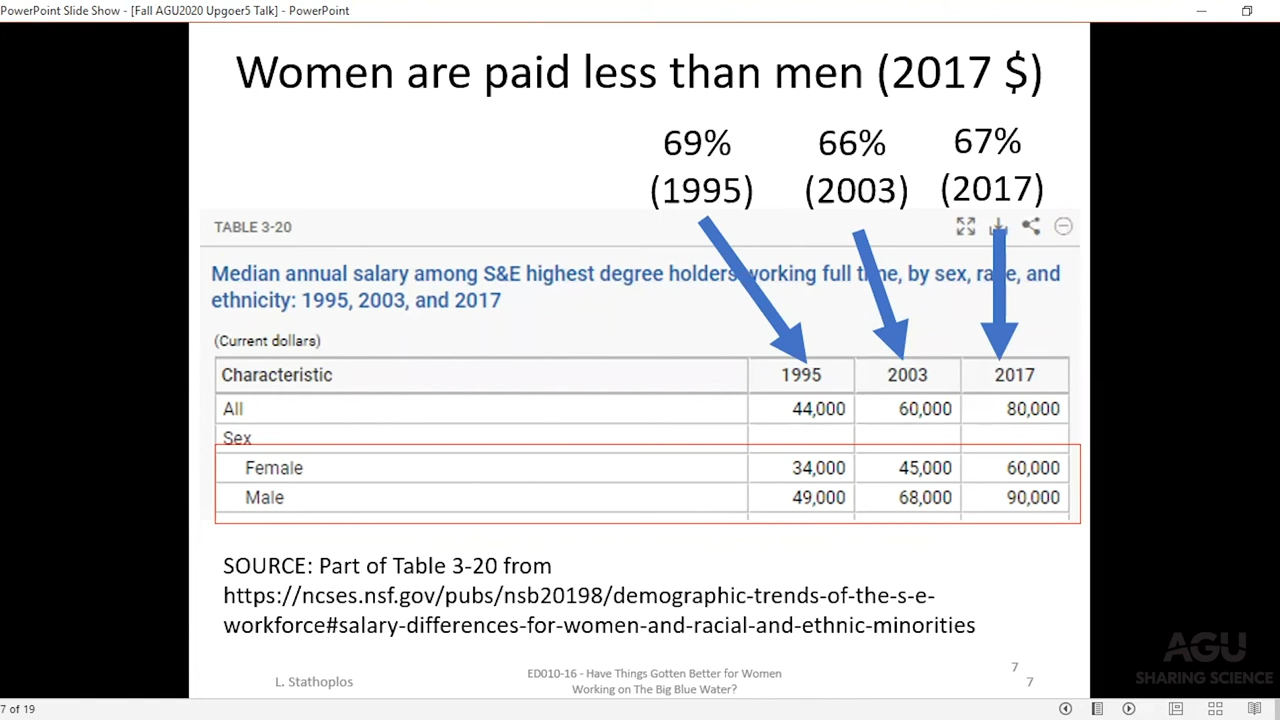 PowerPoint Slide Show - [Fall AGU2020 Upgoer5 Talk] - PowerPoint
Women are paid less than men (2017 $)
69% 66% 67%
(1995) (2003) (2017)
TABLE 3-20
Median annual salary among S&E highest degree holders working full time, by sex, race, and
ethnicity: 1995, 2003, and 2017
(Current dollars)
Characteristic 1995 2003 2017
All 44,000 60,000 80,000
Sex
Female 34,000 45,000 60,000
Male 49,000 68,000 90,000
SOURCE: Part of Table 3-20 from
https://ncses.nsf.gov/pubs/nsb20198/demographic-trends-of-the-s-e-
workforce#salary-differences-for-women-and-racial-and-ethnic-minorities
L. Stathoplos
ED010-16 - Have Things Gotten Better for Women
Working on The Big Blue Water?
7
7
AGU
SHARING SCIENCE
7 of 19